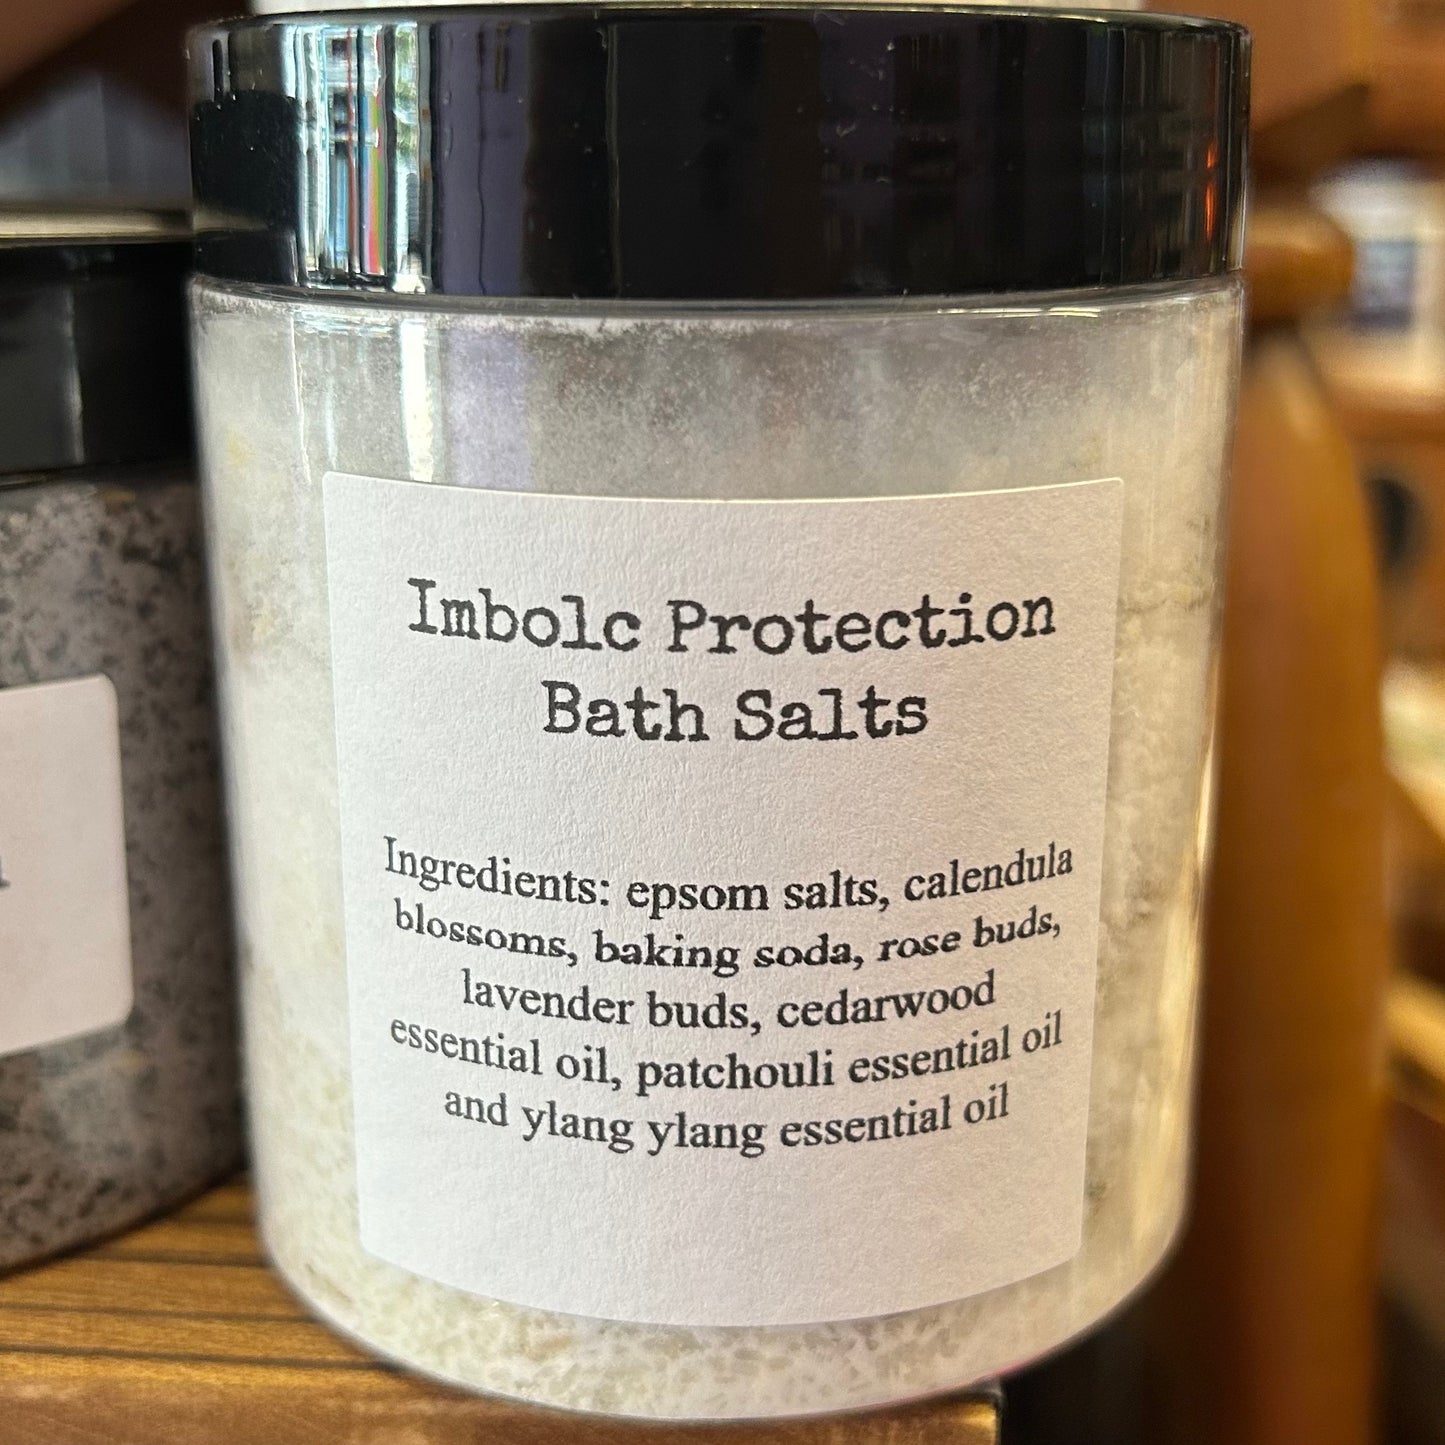 Imbolc Protection
Bath Salts
Ingredients: epsom salts, calendula
blossoms, baking soda, rose buds,
lavender buds, cedarwood
essential oil, patchouli essential oil
and ylang ylang essential oil